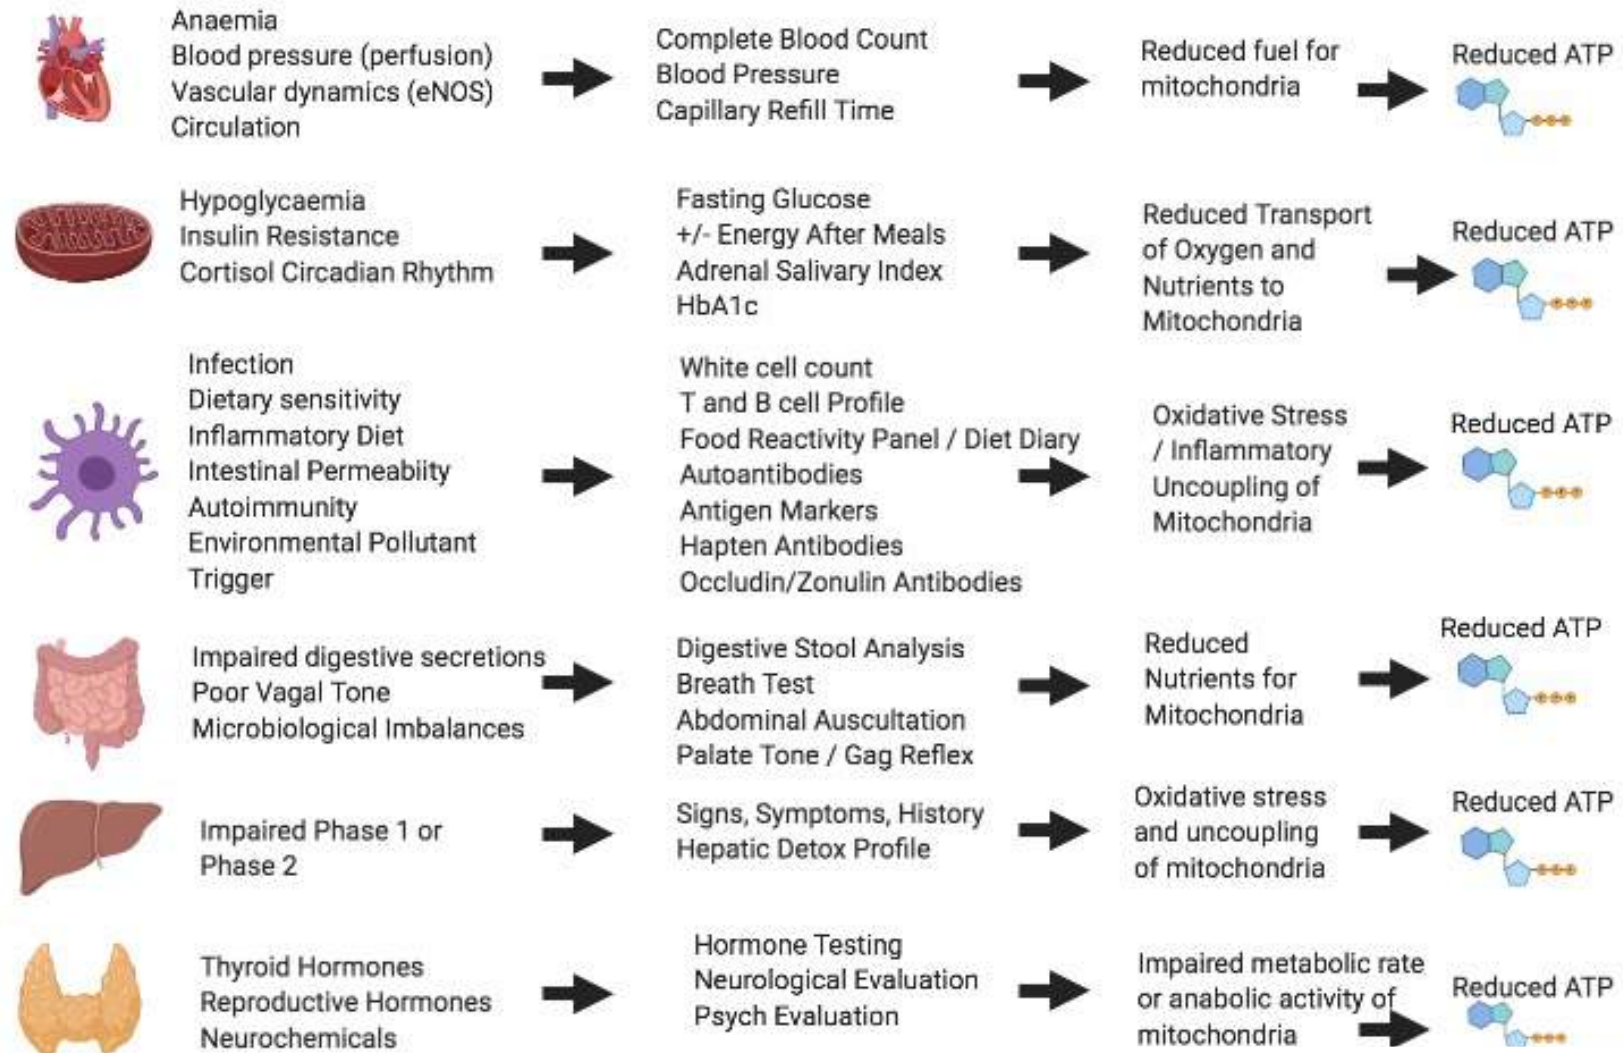 Anaemia
Blood pressure (perfusion)
Vascular dynamics (eNOS)
Circulation
Complete Blood Count
Blood Pressure
Capillary Refill Time
Reduced fuel for
mitochondria
Reduced ATP
Hypoglycaemia
Insulin Resistance
Cortisol Circadian Rhythm
Fasting Glucose
+/- Energy After Meals
Adrenal Salivary Index
HbA1c
Reduced Transport
of Oxygen and
Nutrients to
Mitochondria
Reduced ATP
Infection
Dietary sensitivity
Inflammatory Diet
Intestinal Permeabiity
Autoimmunity
Environmental Pollutant
Trigger
White cell count
T and B cell Profile
Food Reactivity Panel / Diet Diary
Autoantibodies
Antigen Markers
Hapten Antibodies
Occludin/Zonulin Antibodies
Oxidative Stress
/ Inflammatory
Uncoupling of
Mitochondria
Reduced ATP
Impaired digestive secretions
Poor Vagal Tone
Microbiological Imbalances
Digestive Stool Analysis
Breath Test
Abdominal Auscultation
Palate Tone / Gag Reflex
Reduced
Nutrients for
Mitochondria
Reduced ATP
Impaired Phase 1 or
Phase 2
Signs, Symptoms, History
Hepatic Detox Profile
Oxidative stress
and uncoupling
of mitochondria
Reduced ATP
Thyroid Hormones
Reproductive Hormones
Neurochemicals
Hormone Testing
Neurological Evaluation
Psych Evaluation
Impaired metabolic rate
or anabolic activity of
mitochondria
Reduced ATP